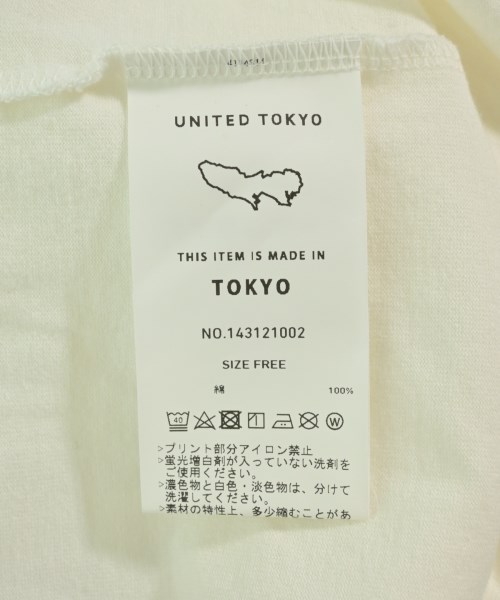 UNITED TOKYO
THIS ITEM IS MADE IN
TOKYO
NO.143121002
SIZE FREE
綿 100%
40
W
>プリント部分アイロン禁止
>蛍光増白剤が入っていない洗剤を
ご使用ください。
>濃色物と白色・淡色物は、分けて
洗濯してください。
>素材の特性上、多少縮むことがあ